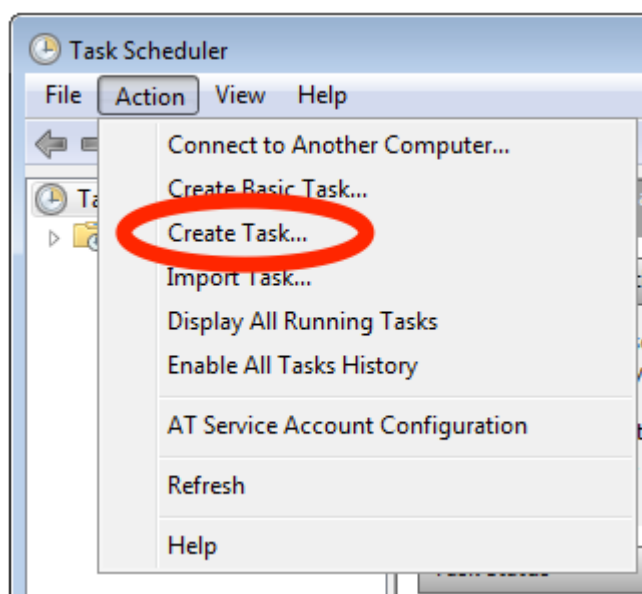 Task Scheduler
File Action View Help
Connect to Another Computer...
Create Basic Task...
Create Task...
Import Task...
Display All Running Tasks
Enable All Tasks History
AT Service Account Configuration
Refresh
Help